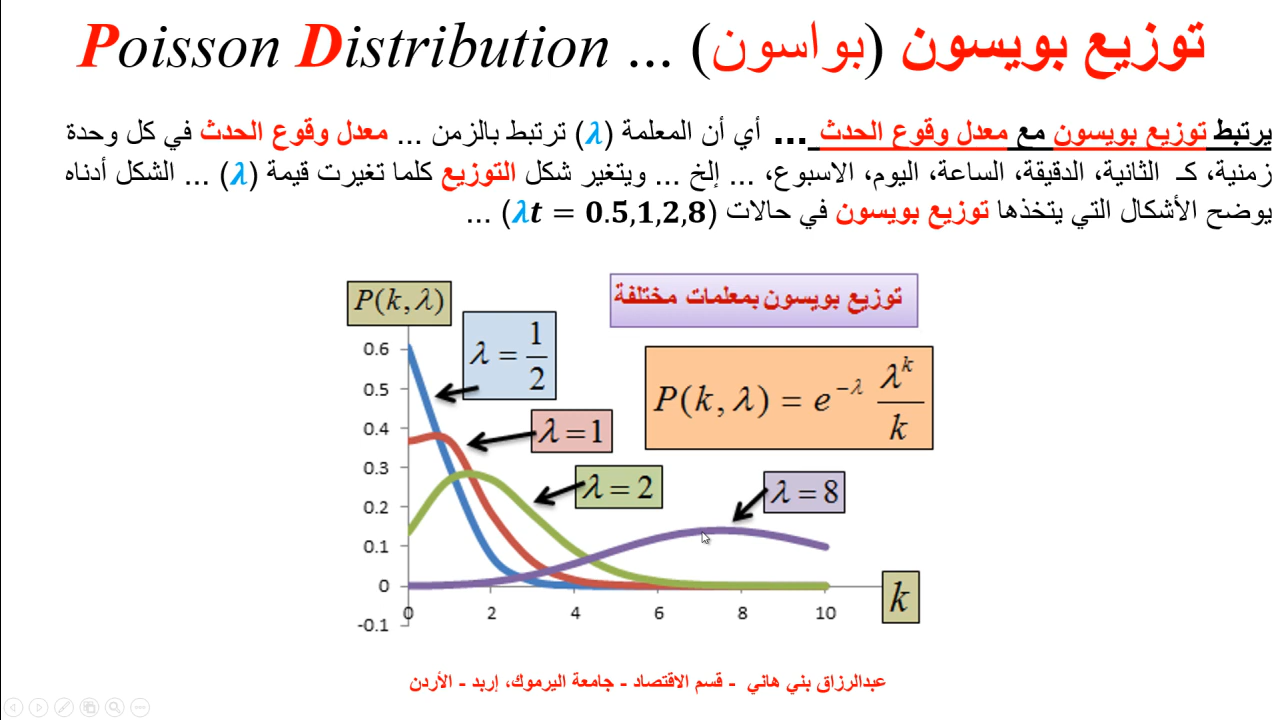 توزيع بويسون (بواسون) ... Poisson Distribution
يرتبط توزيع بويسون مع معدل وقوع الحدث ... أي أن المعلمة (λ) ترتبط بالزمن ... معدل وقوع الحدث في كل وحدة
زمنية، كـ الثانية، الدقيقة، الساعة، اليوم، الاسبوع، ... إلخ ... ويتغير شكل التوزيع كلما تغيرت قيمة (λ) ... الشكل أدناه
يوضح الأشكال التي يتخذها توزيع بويسون في حالات (λt = 0.5,1,2,8) ...
توزيع بويسون بمعلمات مختلفة
P(k, λ)
λ = 1/2
P(k, λ) = e^{-λ} λ^k / k
λ = 1
λ = 2
λ = 8
0.6
0.5
0.4
0.3
0.2
0.1
0
-0.1
0 2 4 6 8 10
k
عبدالرزاق بني هاني - قسم الاقتصاد - جامعة اليرموك، إربد - الأردن